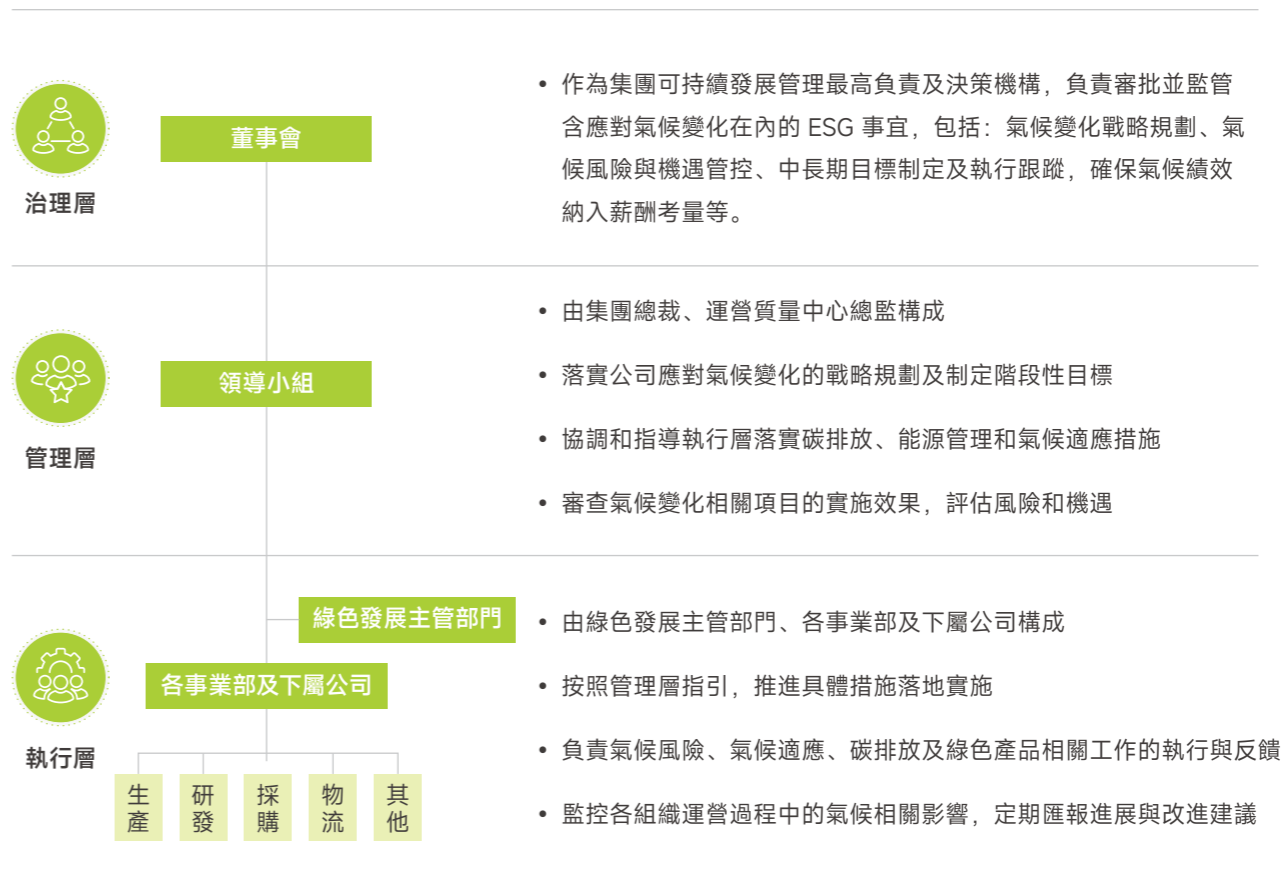 治理層
董事會
• 作為集團可持續發展管理最高負責及決策機構，負責審批並監管
含應對氣候變化在內的 ESG 事宜，包括：氣候變化戰略規劃、氣
候風險與機遇管控、中長期目標制定及執行跟蹤，確保氣候績效
納入薪酬考量等。
管理層
領導小組
• 由集團總裁、運營質量中心總監構成
• 落實公司應對氣候變化的戰略規劃及制定階段性目標
• 協調和指導執行層落實碳排放、能源管理和氣候適應措施
• 審查氣候變化相關項目的實施效果，評估風險和機遇
執行層
綠色發展主管部門
各事業部及下屬公司
生產
研發
採購
物流
其他
• 由綠色發展主管部門、各事業部及下屬公司構成
• 按照管理層指引，推進具體措施落地實施
• 負責氣候風險、氣候適應、碳排放及綠色產品相關工作的執行與反饋
• 監控各組織運營過程中的氣候相關影響，定期匯報進展與改進建議